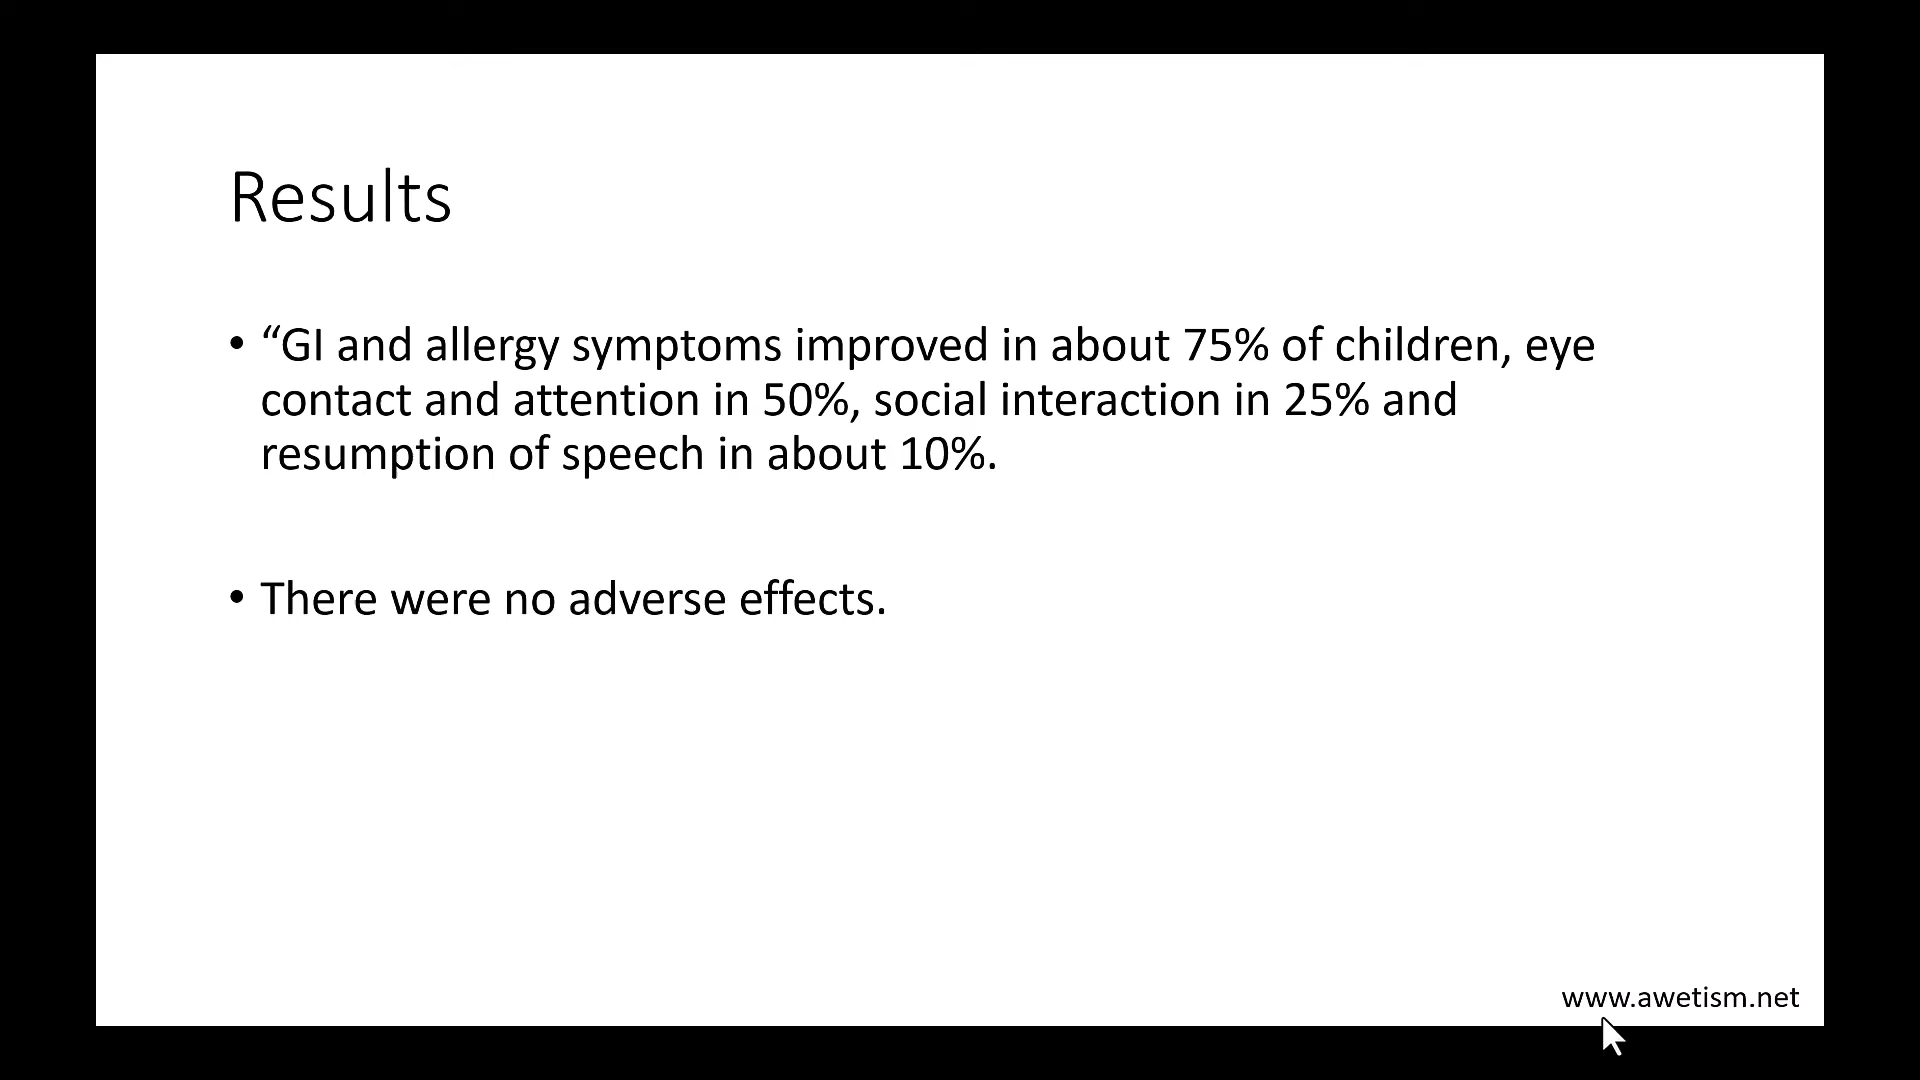 Results
• “GI and allergy symptoms improved in about 75% of children, eye
contact and attention in 50%, social interaction in 25% and
resumption of speech in about 10%.
• There were no adverse effects.
www.awetism.net